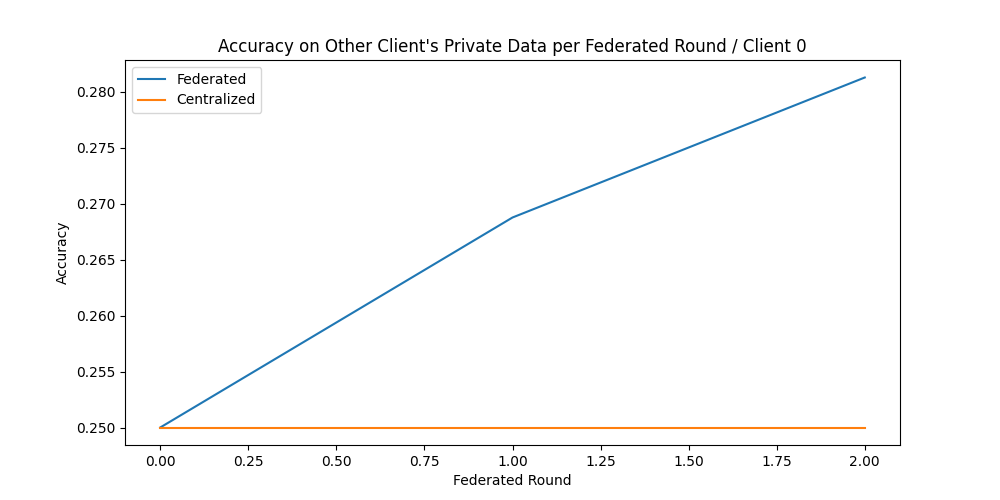 Accuracy on Other Client's Private Data per Federated Round / Client 0
Federated
Centralized
0.280
0.275
0.270
0.265
0.260
0.255
0.250
Accuracy
0.00 0.25 0.50 0.75 1.00 1.25 1.50 1.75 2.00
Federated Round